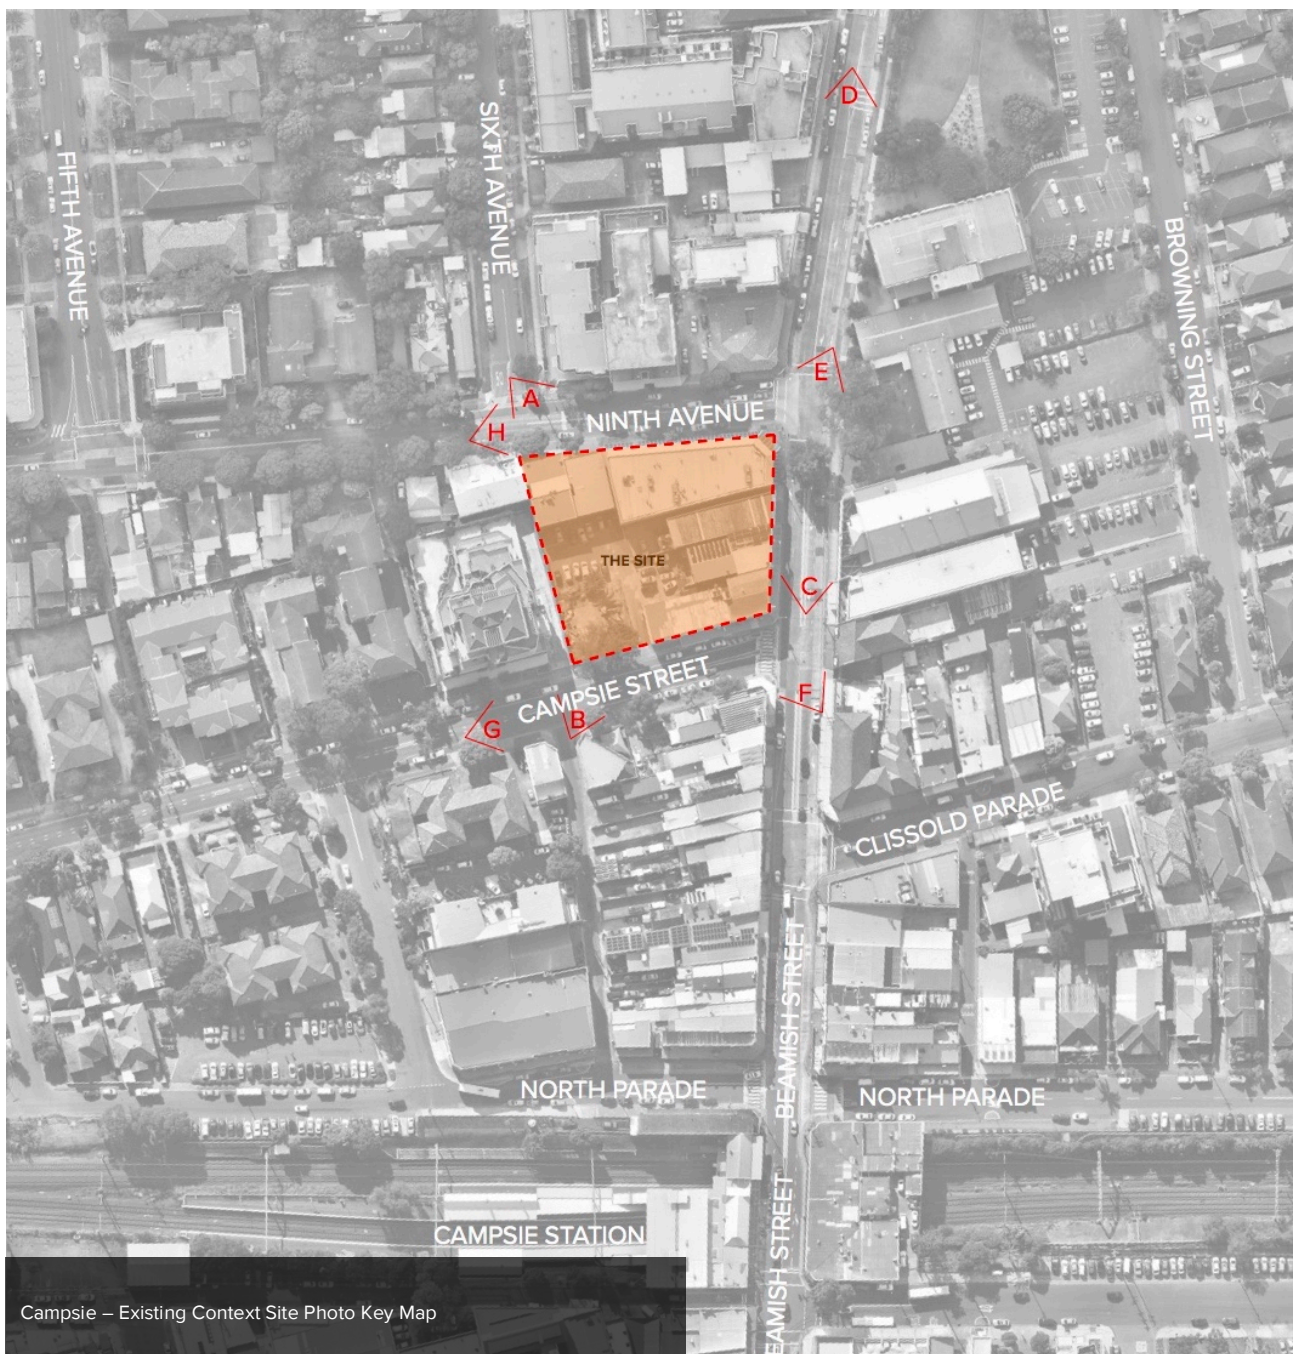 D
SIXTH AVENUE
FIFTH AVENUE
BROWNING STREET
E
A
NINTH AVENUE
H
THE SITE
C
CAMPSIE STREET
F
B
G
CLISSOLD PARADE
BEAMISH STREET
NORTH PARADE
NORTH PARADE
CAMPSIE STATION
EAMISH STREET
Campsie – Existing Context Site Photo Key Map